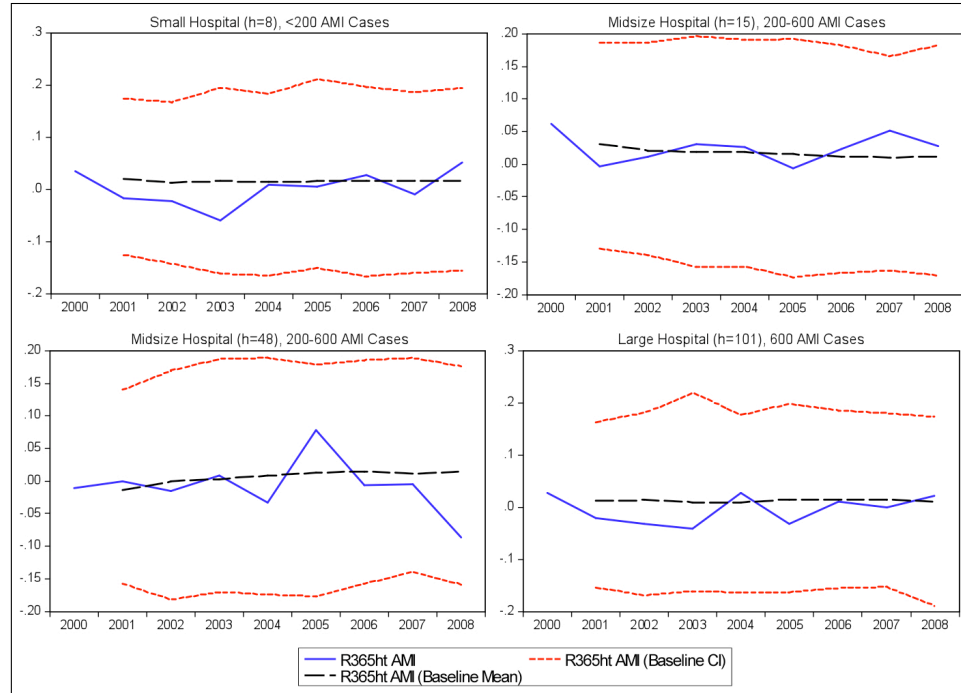 Small Hospital (h=8), <200 AMI Cases
.3
.2
.1
.0
-.1
-.2
2000 2001 2002 2003 2004 2005 2006 2007 2008
Midsize Hospital (h=15), 200-600 AMI Cases
.20
.15
.10
.05
.00
-.05
-.10
-.15
-.20
2000 2001 2002 2003 2004 2005 2006 2007 2008
Midsize Hospital (h=48), 200-600 AMI Cases
.20
.15
.10
.05
.00
-.05
-.10
-.15
-.20
2000 2001 2002 2003 2004 2005 2006 2007 2008
Large Hospital (h=101), 600 AMI Cases
.3
.2
.1
.0
-.1
-.2
2000 2001 2002 2003 2004 2005 2006 2007 2008
R365ht AMI
R365ht AMI (Baseline CI)
R365ht AMI (Baseline Mean)